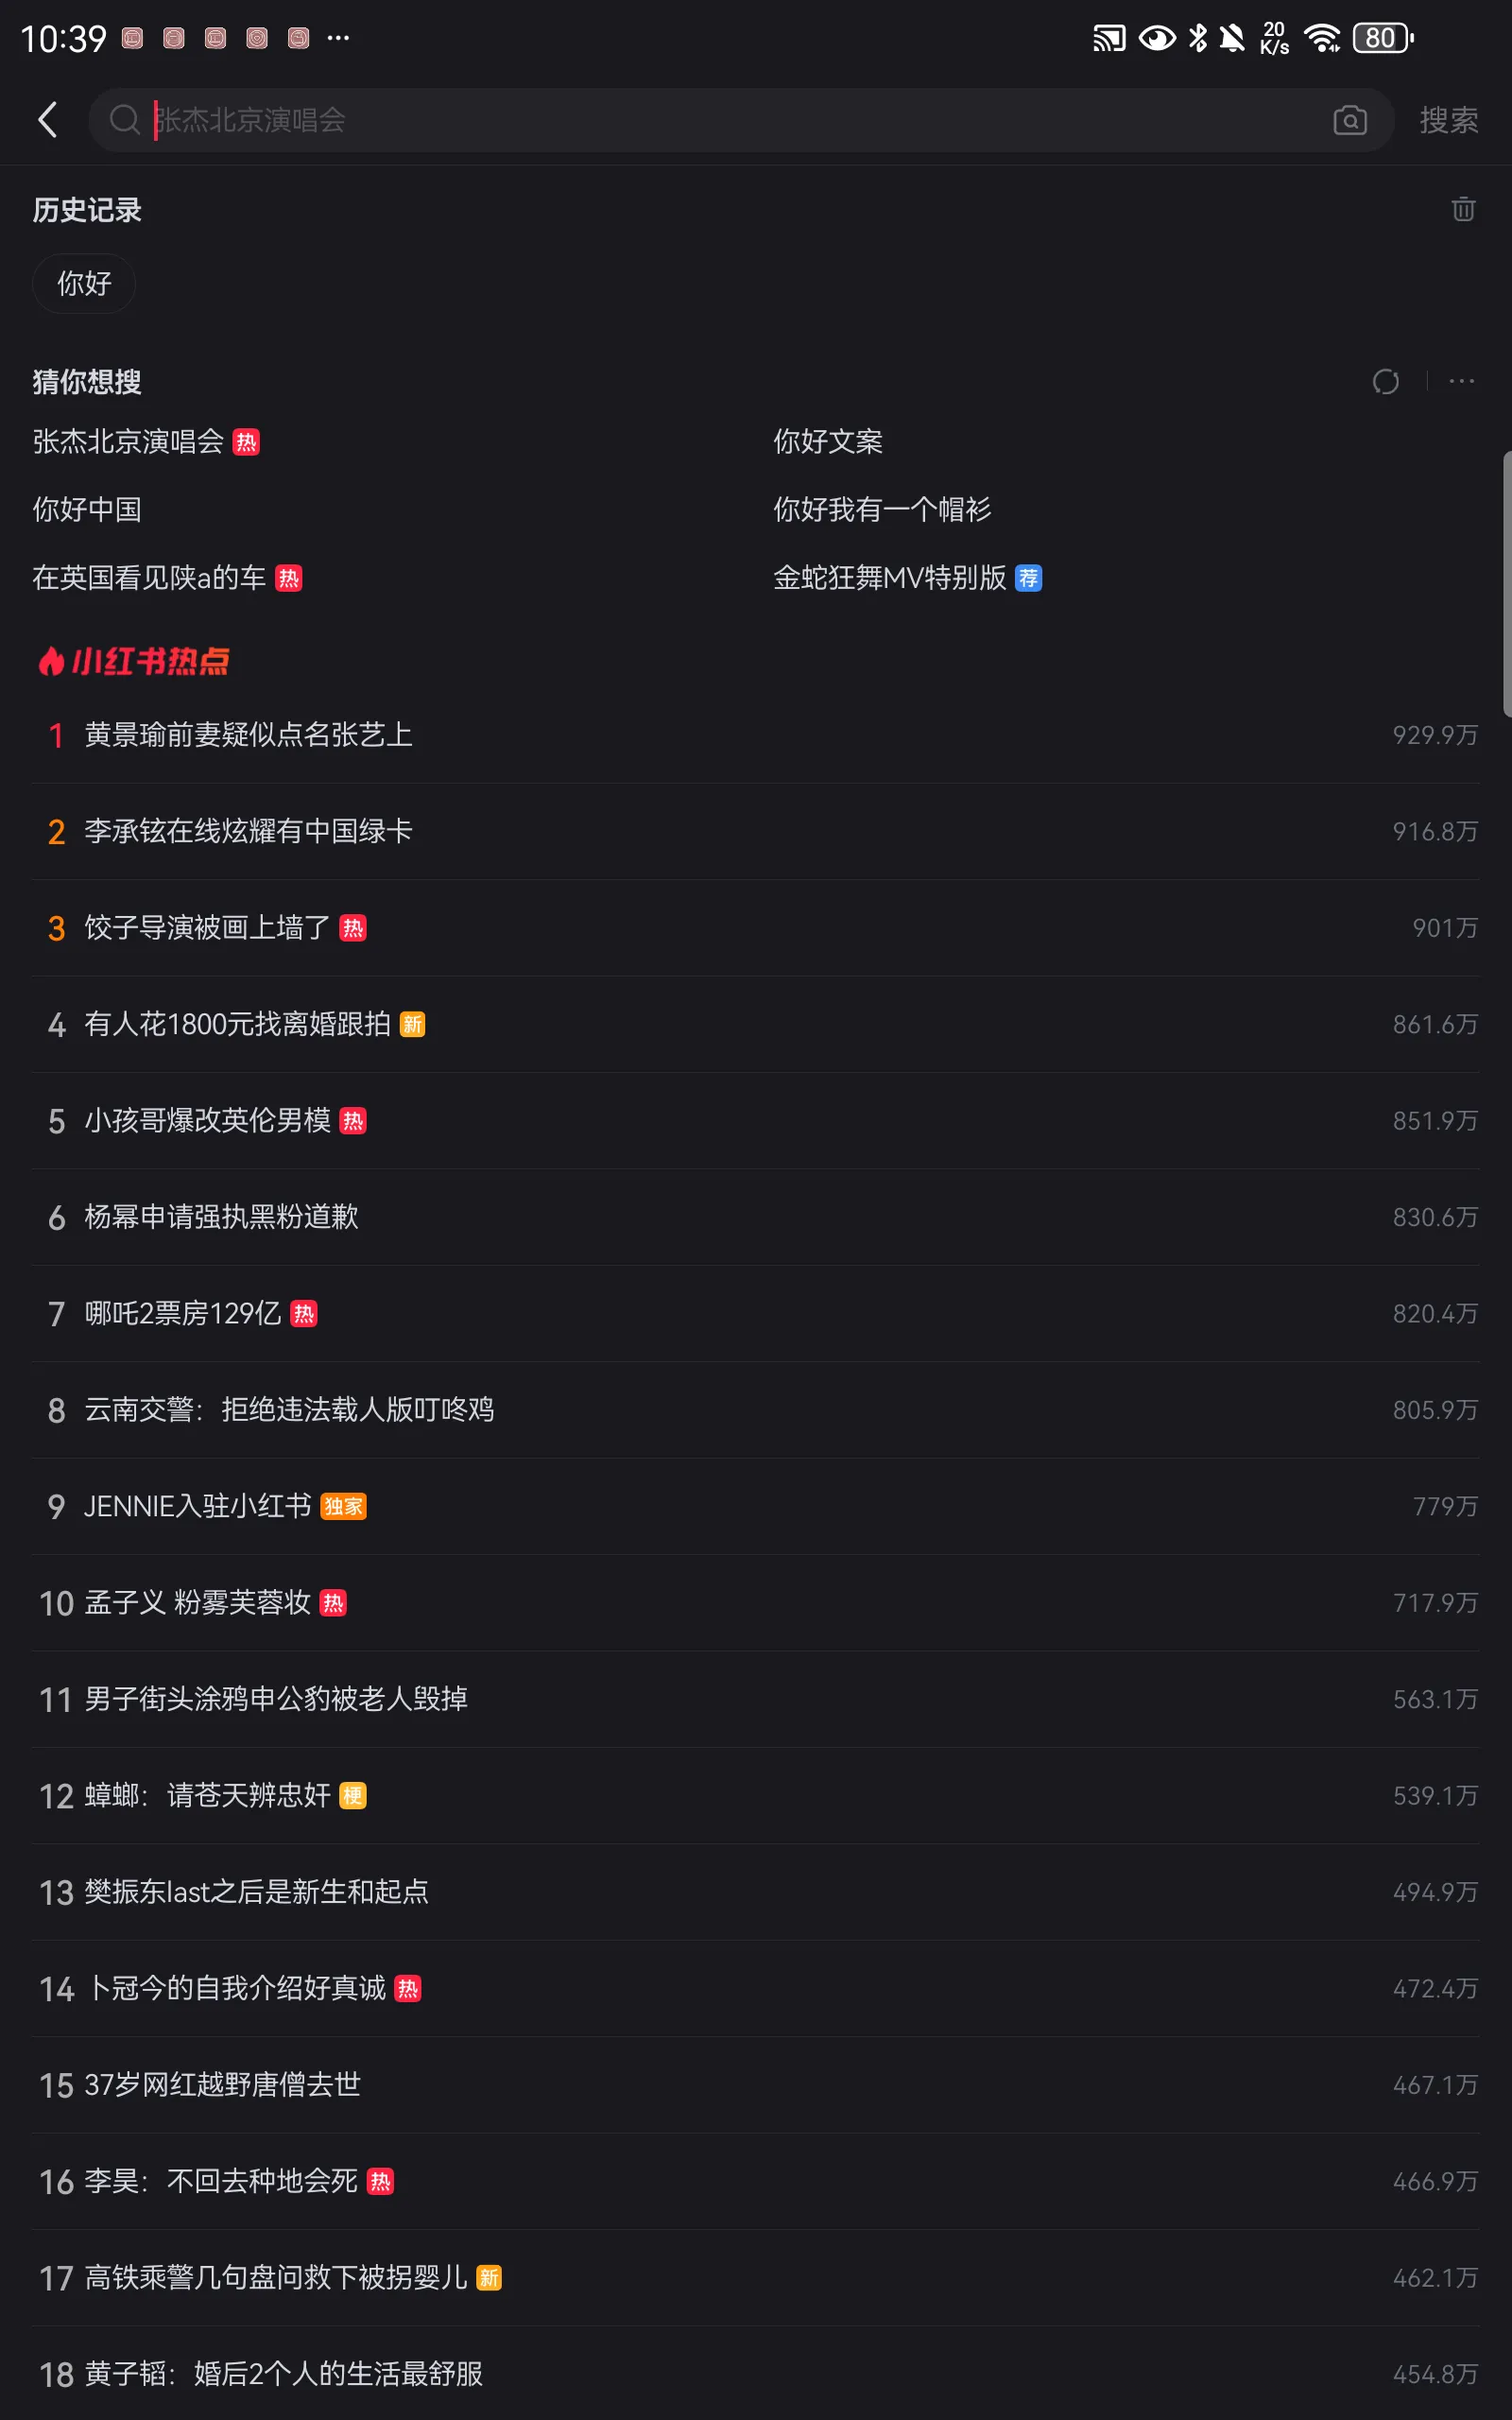 10:39
20
K/s
80
张杰北京演唱会
搜索
历史记录
你好
猜你想搜
张杰北京演唱会 热
你好文案
你好中国
你好我有一个帽衫
在英国看见陕a的车 热
金蛇狂舞MV特别版 荐
小红书热点
1 黄景瑜前妻疑似点名张艺上 929.9万
2 李承铉在线炫耀有中国绿卡 916.8万
3 饺子导演被画上墙了 热 901万
4 有人花1800元找离婚跟拍 新 861.6万
5 小孩哥爆改英伦男模 热 851.9万
6 杨幂申请强执黑粉道歉 830.6万
7 哪吒2票房129亿 热 820.4万
8 云南交警：拒绝违法载人版叮咚鸡 805.9万
9 JENNIE入驻小红书 独家 779万
10 孟子义 粉雾芙蓉妆 热 717.9万
11 男子街头涂鸦申公豹被老人毁掉 563.1万
12 蟑螂：请苍天辨忠奸 梗 539.1万
13 樊振东last之后是新生和起点 494.9万
14 卜冠今的自我介绍好真诚 热 472.4万
15 37岁网红越野唐僧去世 467.1万
16 李昊：不回去种地会死 热 466.9万
17 高铁乘警几句盘问救下被拐婴儿 新 462.1万
18 黄子韬：婚后2个人的生活最舒服 454.8万